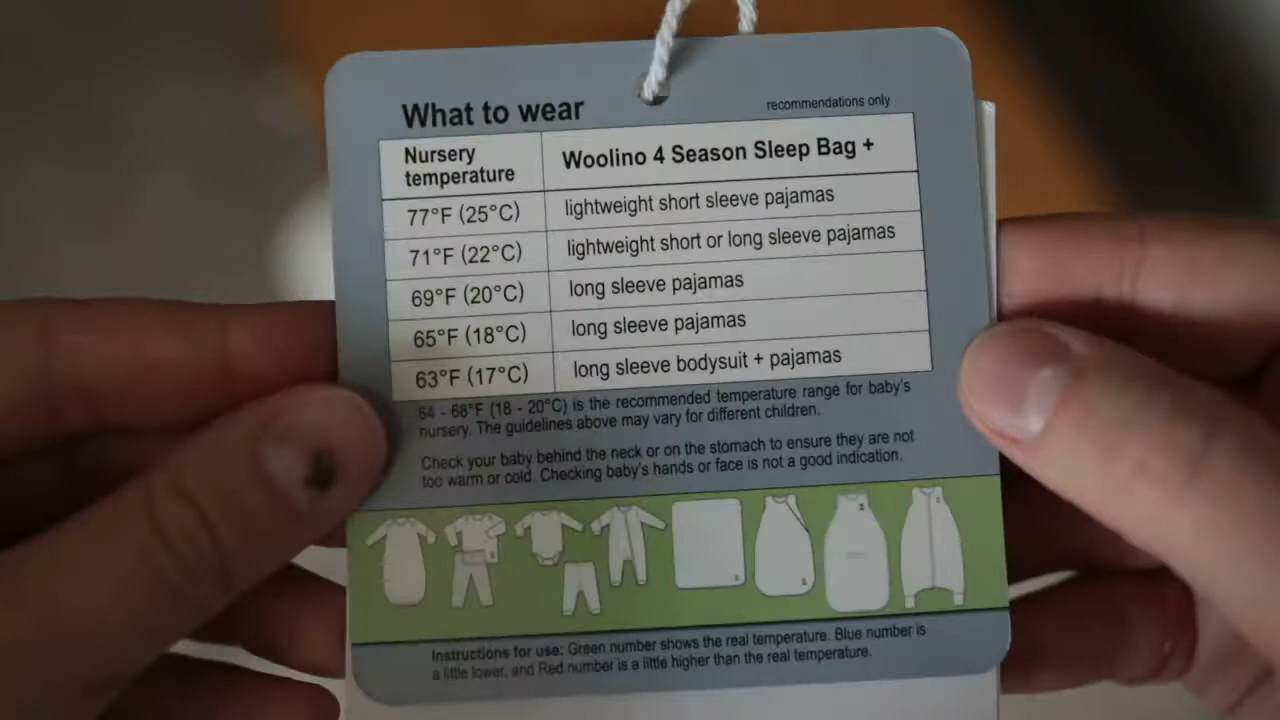 What to wear
recommendations only
Nursery temperature
Woolino 4 Season Sleep Bag +
77°F (25°C) lightweight short sleeve pajamas
71°F (22°C) lightweight short or long sleeve pajamas
69°F (20°C) long sleeve pajamas
65°F (18°C) long sleeve pajamas
63°F (17°C) long sleeve bodysuit + pajamas
64 - 68°F (18 - 20°C) is the recommended temperature range for baby's
nursery. The guidelines above may vary for different children.
Check your baby behind the neck or on the stomach to ensure they are not
too warm or cold. Checking baby's hands or face is not a good indication.
Instructions for use: Green number shows the real temperature. Blue number is
a little lower, and Red number is a little higher than the real temperature.